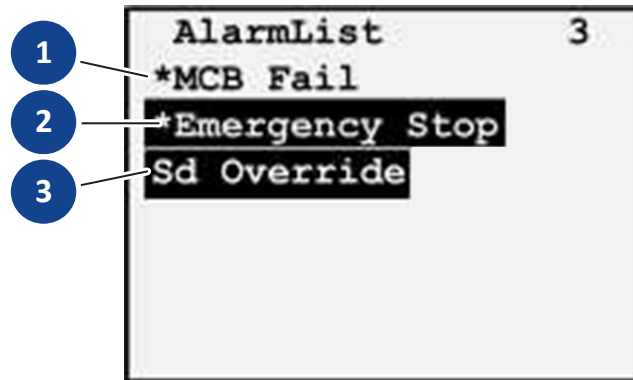 AlarmList 3
1
*MCB Fail
2
*Emergency Stop
3
Sd Override